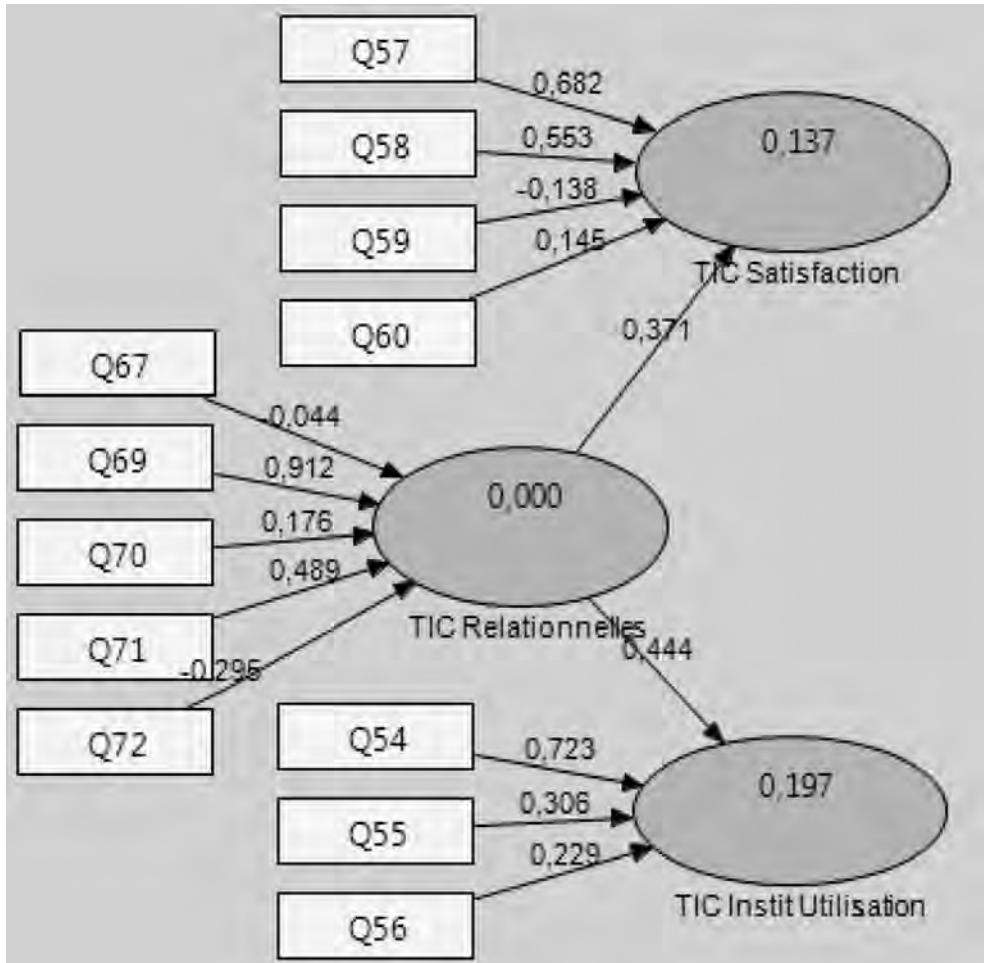 Q57
0,682
Q58
0,553
Q59
-0,138
Q60
0,145
0,137
TIC Satisfaction
0,371
Q67
-0,044
Q69
0,912
Q70
0,176
Q71
0,489
Q72
-0,295
0,000
TIC Relationnelles
0,444
Q54
0,723
Q55
0,306
Q56
0,229
0,197
TIC Instit Utilisation